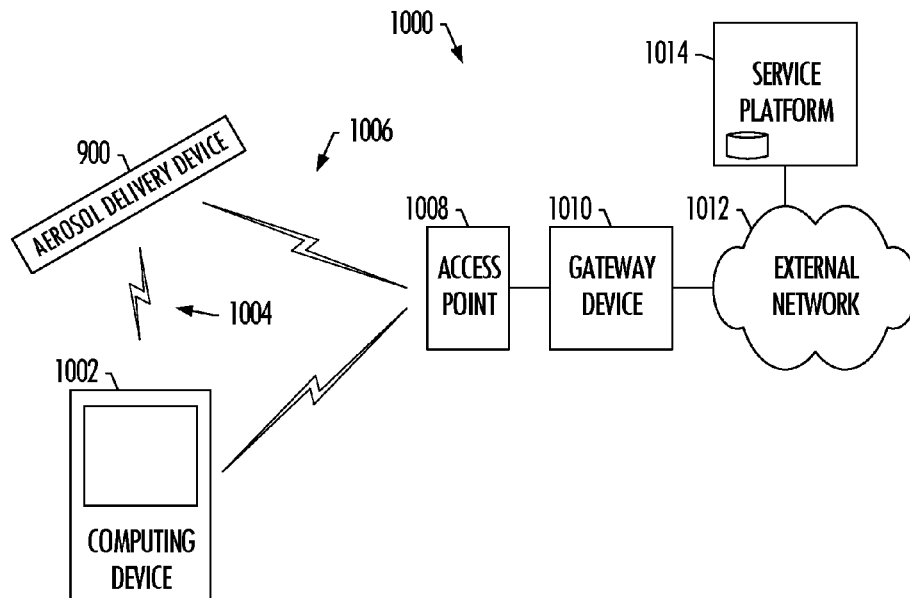 1000
1014
SERVICE
PLATFORM
900
AEROSOL DELIVERY DEVICE
1006
1008
ACCESS
POINT
1010
GATEWAY
DEVICE
1012
EXTERNAL
NETWORK
1004
1002
COMPUTING
DEVICE